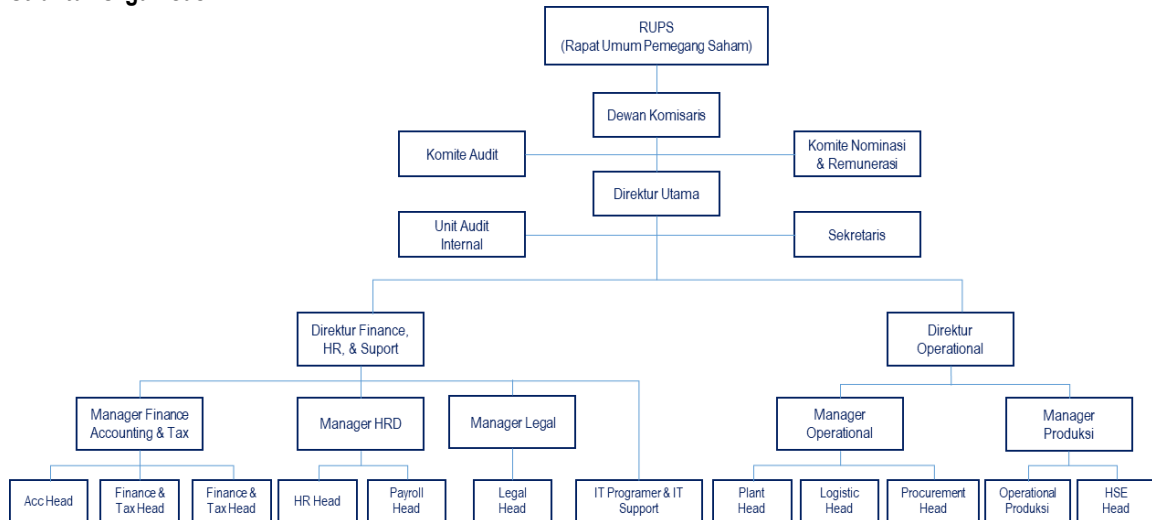 RUPS
(Rapat Umum Pemegang Saham)
Dewan Komisaris
Komite Audit
Komite Nominasi
& Remunerasi
Direktur Utama
Unit Audit
Internal
Sekretaris
Direktur Finance,
HR, & Suport
Direktur
Operational
Manager Finance
Accounting & Tax
Manager HRD
Manager Legal
Manager
Operational
Manager
Produksi
Acc Head
Finance &
Tax Head
Finance &
Tax Head
HR Head
Payroll
Head
Legal
Head
IT Programer & IT
Support
Plant
Head
Logistic
Head
Procurement
Head
Operational
Produksi
HSE
Head